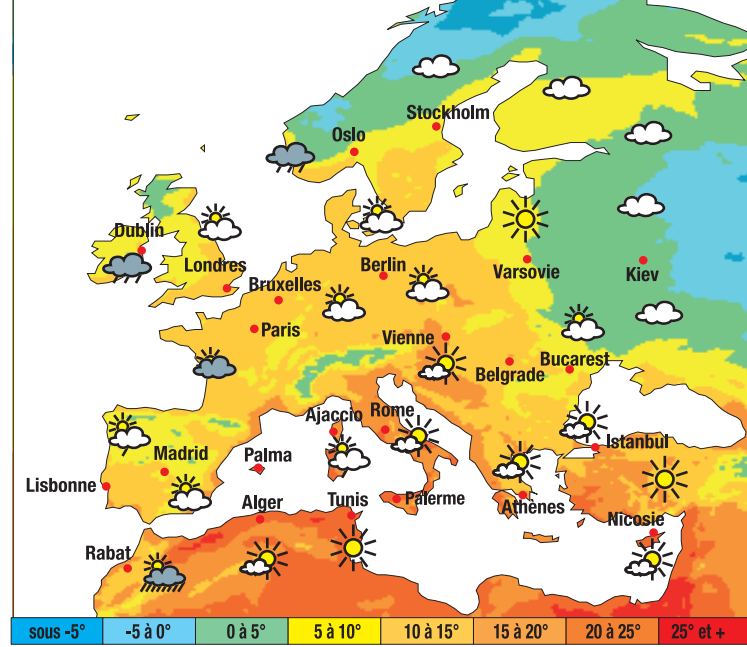 Stockholm
Oslo
Dublin
Londres
Bruxelles
Berlin
Varsovie
Kiev
Paris
Vienne
Belgrade
Bucarest
Ajaccio
Rome
Istanbul
Madrid
Palma
Lisbonne
Alger
Tunis
Palerme
Athènes
Nicosie
Rabat
sous -5° -5 à 0° 0 à 5° 5 à 10° 10 à 15° 15 à 20° 20 à 25° 25° et +